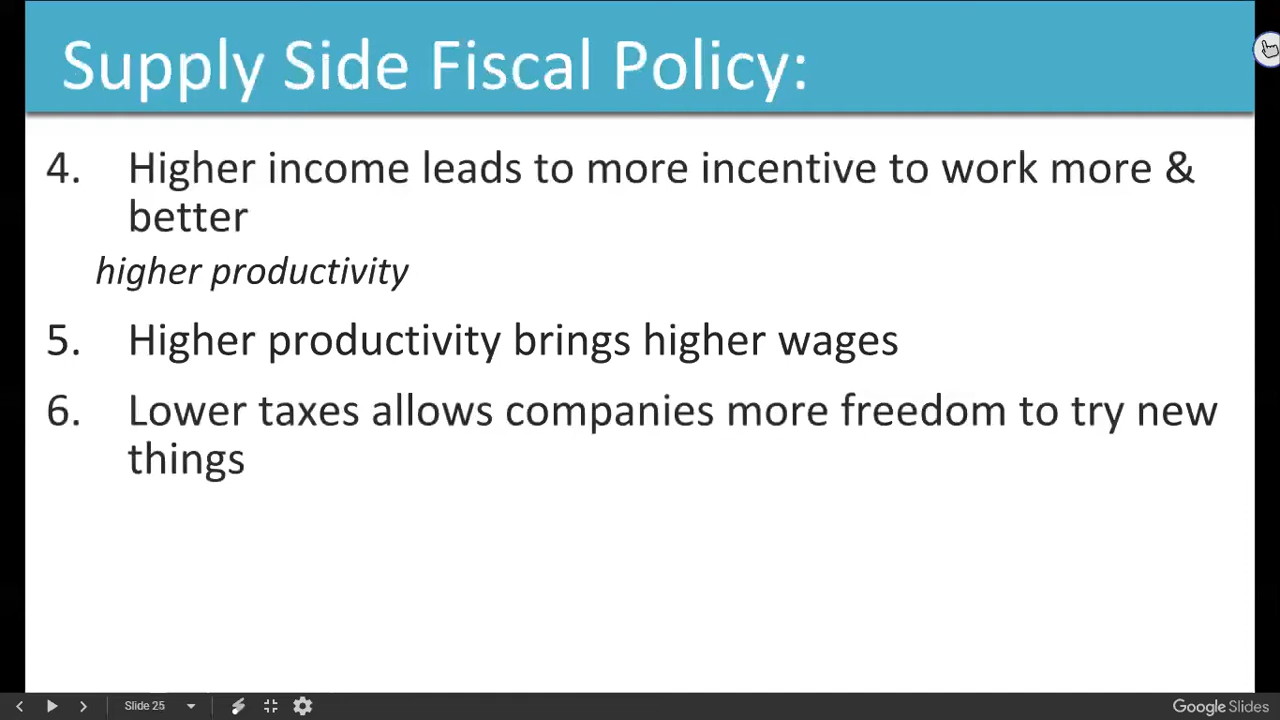 Supply Side Fiscal Policy:
4. Higher income leads to more incentive to work more &
better
higher productivity
5. Higher productivity brings higher wages
6. Lower taxes allows companies more freedom to try new
things
Slide 25
Google Slides